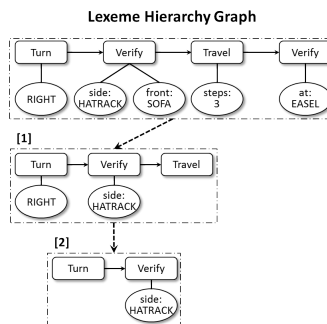 Lexeme Hierarchy Graph
Turn Verify Travel Verify
RIGHT side: HATRACK front: SOFA steps: 3 at: EASEL
[1]
Turn Verify Travel
RIGHT side: HATRACK
[2]
Turn Verify
side: HATRACK